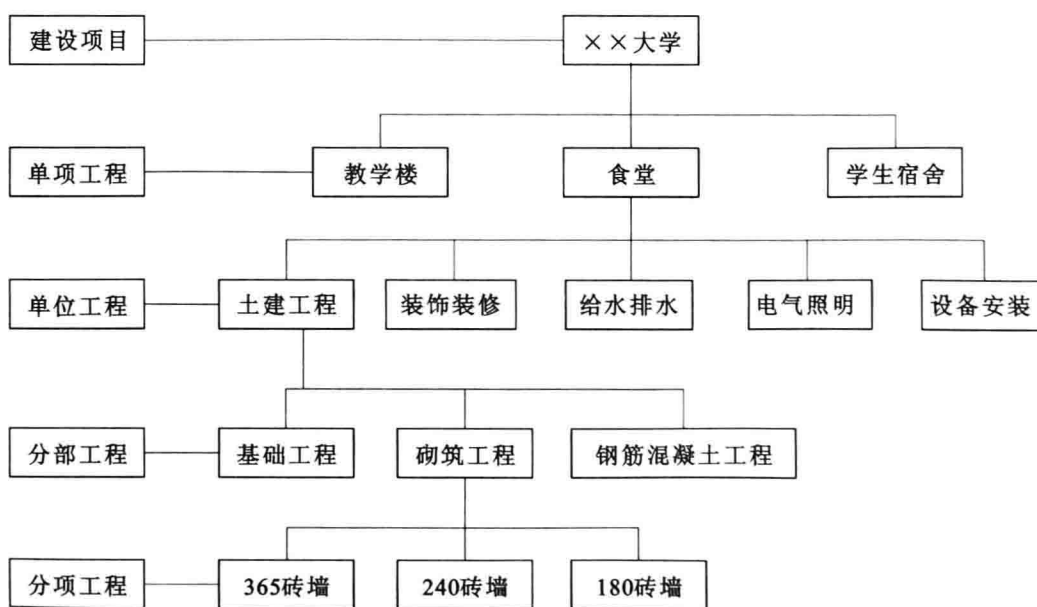 建设项目
××大学
单项工程
教学楼
食堂
学生宿舍
单位工程
土建工程
装饰装修
给水排水
电气照明
设备安装
分部工程
基础工程
砌筑工程
钢筋混凝土工程
分项工程
365砖墙
240砖墙
180砖墙